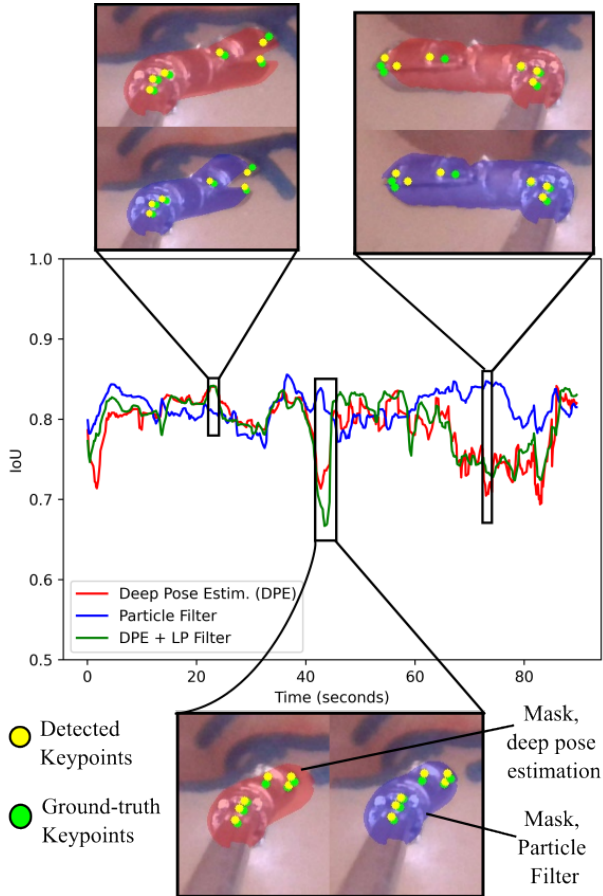 1.0
0.9
0.8
0.7
0.6
0.5
IoU
Deep Pose Estim. (DPE)
Particle Filter
DPE + LP Filter
0
20
40
60
80
Time (seconds)
Detected
Keypoints
Ground-truth
Keypoints
Mask,
deep pose
estimation
Mask,
Particle
Filter